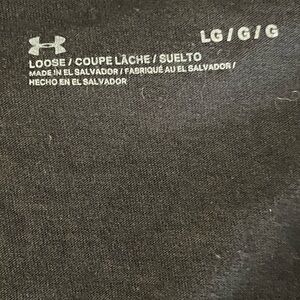 LG / G / G
LOOSE / COUPE LÂCHE / SUELTO
MADE IN EL SALVADOR / FABRIQUÉ AU EL SALVADOR /
HECHO EN EL SALVADOR